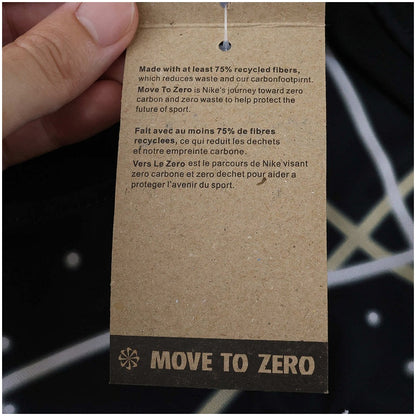 Made with at least 75% recycled fibers,
which reduces waste and our carbonfootpirnt.
Move To Zero is Nike's journey toward zero
carbon and zero waste to help protect the
future of sport.
Falt avec au moins 75% de fibres
recyclees, ce qui reduit les dechets
et notre empreinte carbone.
Vers Le Zero est le parcours de Nike visant
zero carbone et zero dechet pour aider a
proteger l'avenir du sport.
MOVE TO ZERO